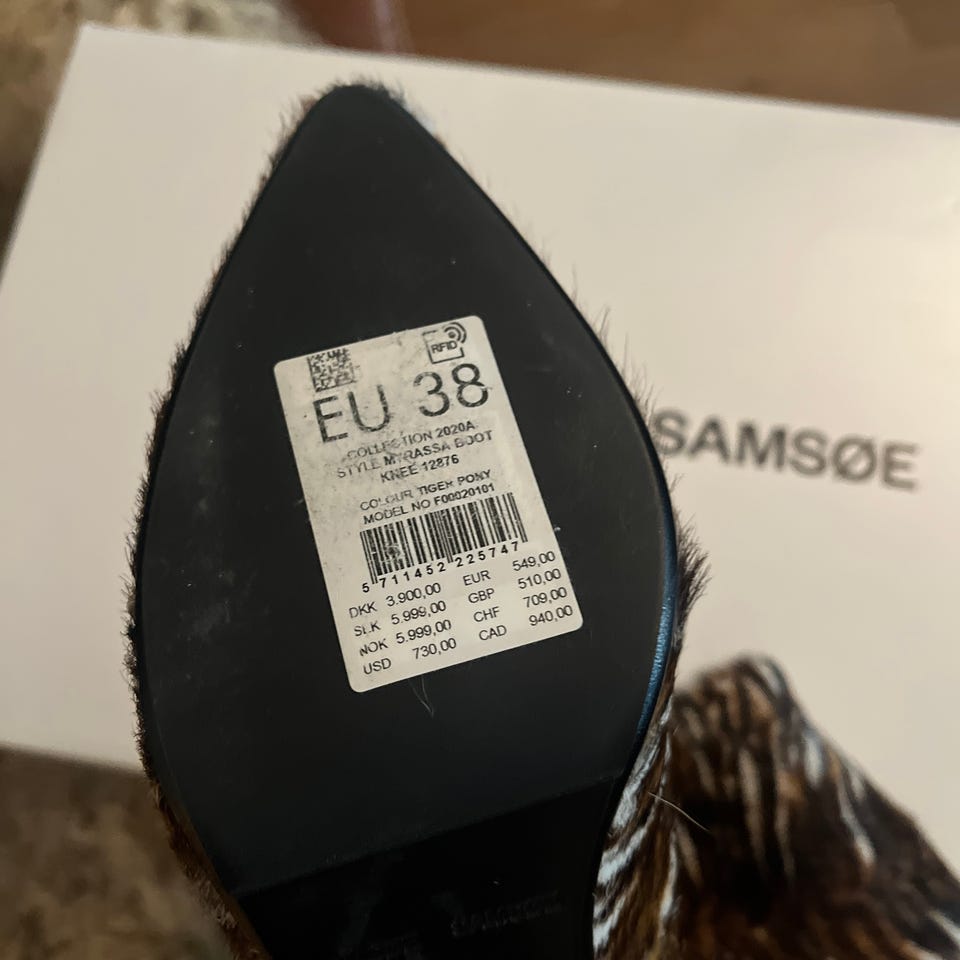 RFID
EU 38
COLLECTION 2020A
STYLE MYRASSA BOOT
KNEE 12876
COLOUR TIGER PONY
MODEL NO F00020101
5 711452 225747
DKK 3.900,00 EUR 549,00
SEK 5.999,00 GBP 510,00
NOK 5.999,00 CHF 709,00
USD 730,00 CAD 940,00
SAMSØE
SAMSØE